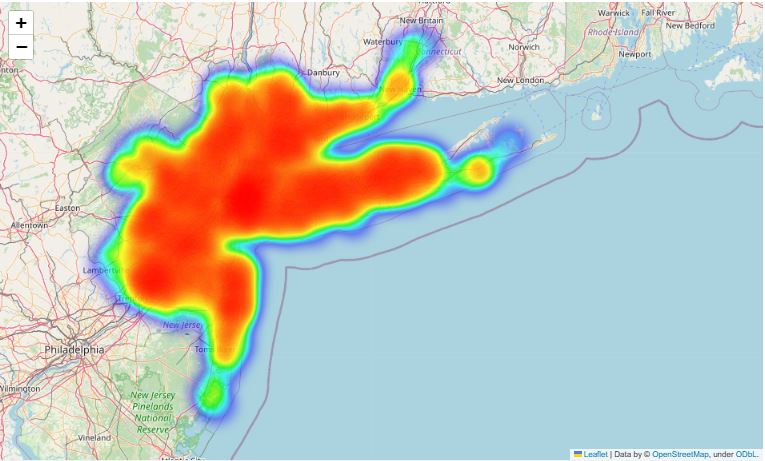 +
−
New Britain
Waterbury
Connecticut
Norwich
Warwick
Fall River
Rhode Island
New Bedford
Newport
Danbury
New London
New Haven
Easton
Allentown
Lambertville
New Jersey
Philadelphia
Toms
Wilmington
New Jersey
Pinelands
National
Reserve
Vineland
Leaflet | Data by © OpenStreetMap, under ODbL.